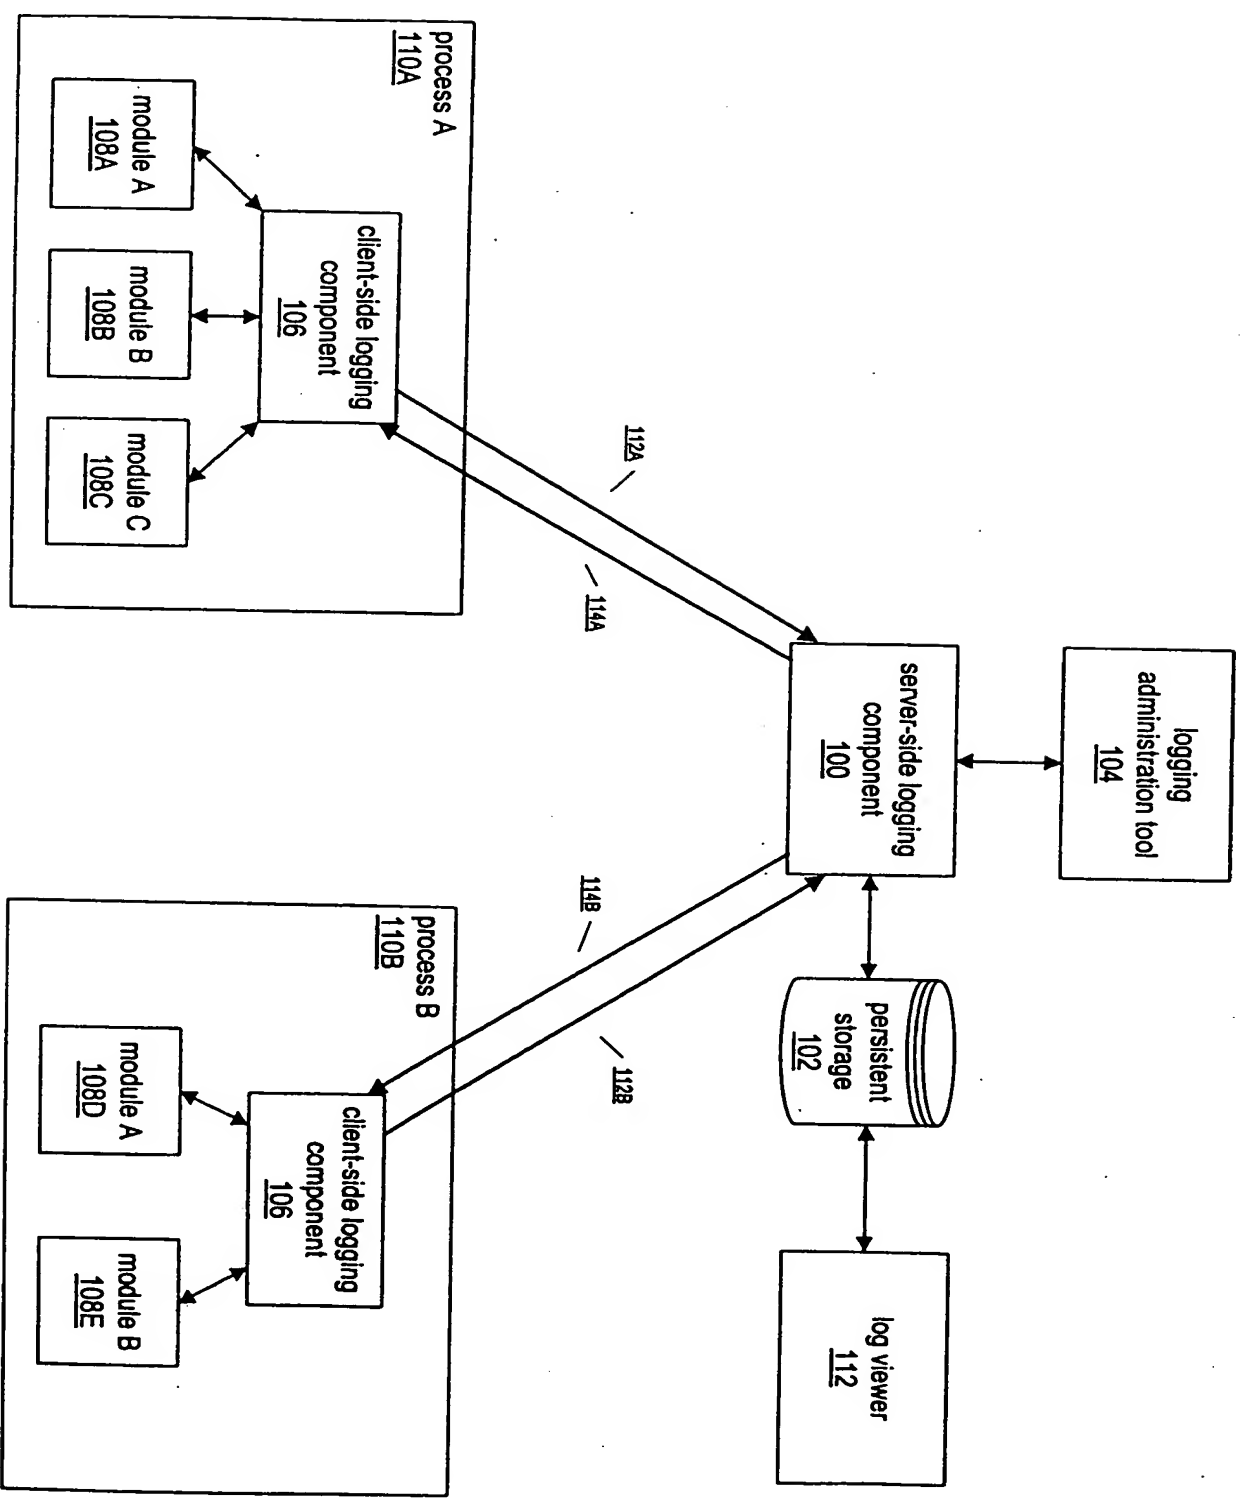 logging
administration tool
104
server-side logging
component
100
persistent
storage
102
log viewer
112
112A
114A
114B
112B
process A
110A
client-side logging
component
106
module A
108A
module B
108B
module C
108C
process B
110B
client-side logging
component
106
module A
108D
module B
108E